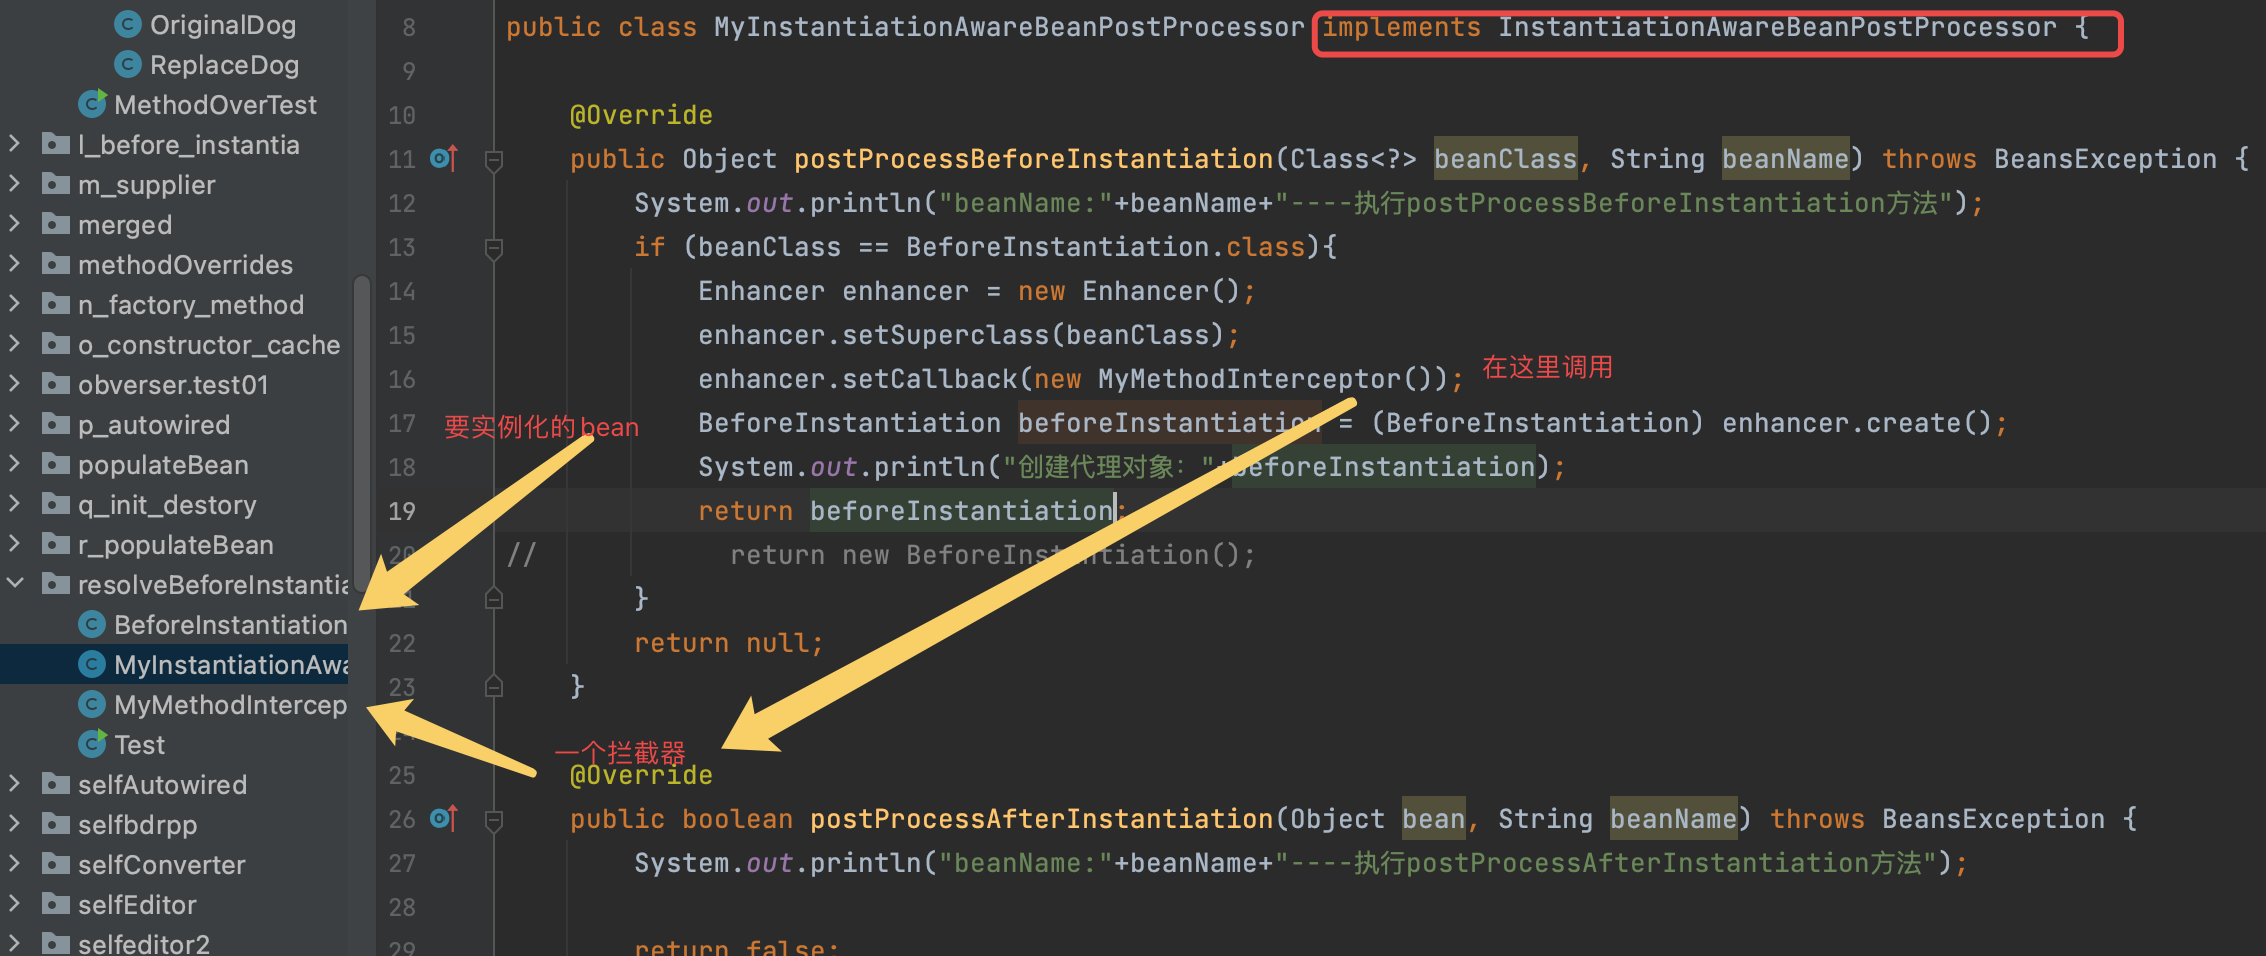 OriginalDog
ReplaceDog
MethodOverTest
l_before_instantia
m_supplier
merged
methodOverrides
n_factory_method
o_constructor_cache
obverser.test01
p_autowired
populateBean
q_init_destory
r_populateBean
resolveBeforeInstantia
BeforeInstantiation
MyInstantiationAwa
MyMethodIntercep
Test
selfAutowired
selfbdrpp
selfConverter
selfEditor
selfeditor2
8 public class MyInstantiationAwareBeanPostProcessor implements InstantiationAwareBeanPostProcessor {
9
10 @Override
11 public Object postProcessBeforeInstantiation(Class<?> beanClass, String beanName) throws BeansException {
12 System.out.println("beanName:"+beanName+"----执行postProcessBeforeInstantiation方法");
13 if (beanClass == BeforeInstantiation.class){
14 Enhancer enhancer = new Enhancer();
15 enhancer.setSuperclass(beanClass);
16 enhancer.setCallback(new MyMethodInterceptor());
在这里调用
17 BeforeInstantiation beforeInstantiation = (BeforeInstantiation) enhancer.create();
要实例化的bean
18 System.out.println("创建代理对象："+beforeInstantiation);
19 return beforeInstantiation;
20 // return new BeforeInstantiation();
}
22 return null;
23 }
一个拦截器
25 @Override
26 public boolean postProcessAfterInstantiation(Object bean, String beanName) throws BeansException {
27 System.out.println("beanName:"+beanName+"----执行postProcessAfterInstantiation方法");
28
29 return false;